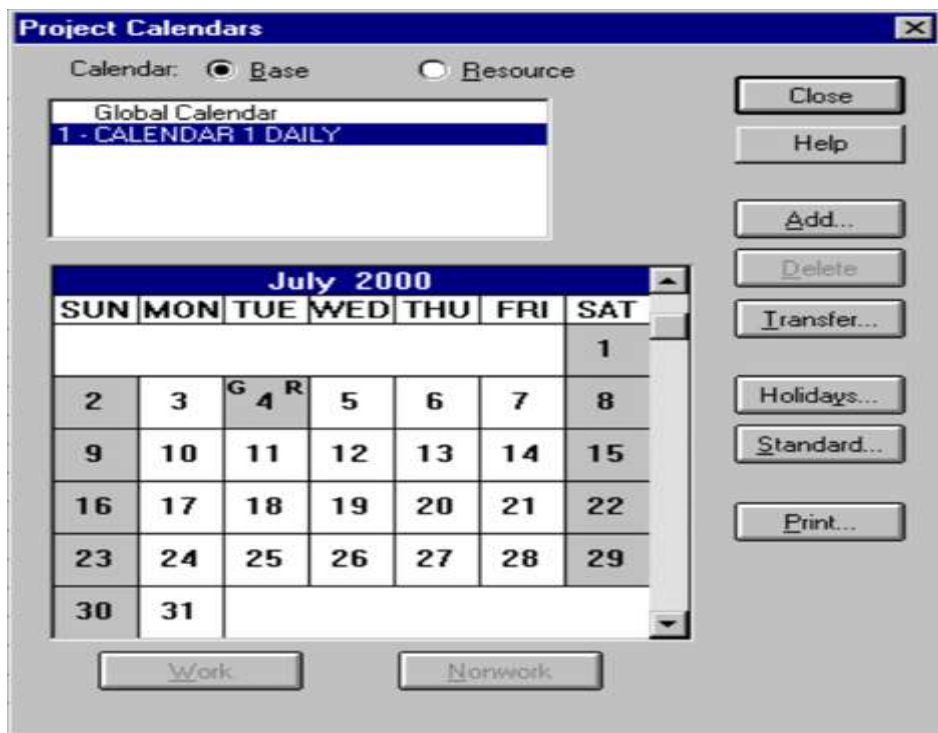 Project Calendars
Calendar: Base Resource
Global Calendar
1 - CALENDAR 1 DAILY
Close
Help
Add...
Delete
Transfer...
Holidays...
Standard...
Print...
July 2000
SUN MON TUE WED THU FRI SAT
1
2 3 G 4 R 5 6 7 8
9 10 11 12 13 14 15
16 17 18 19 20 21 22
23 24 25 26 27 28 29
30 31
Work Nonwork